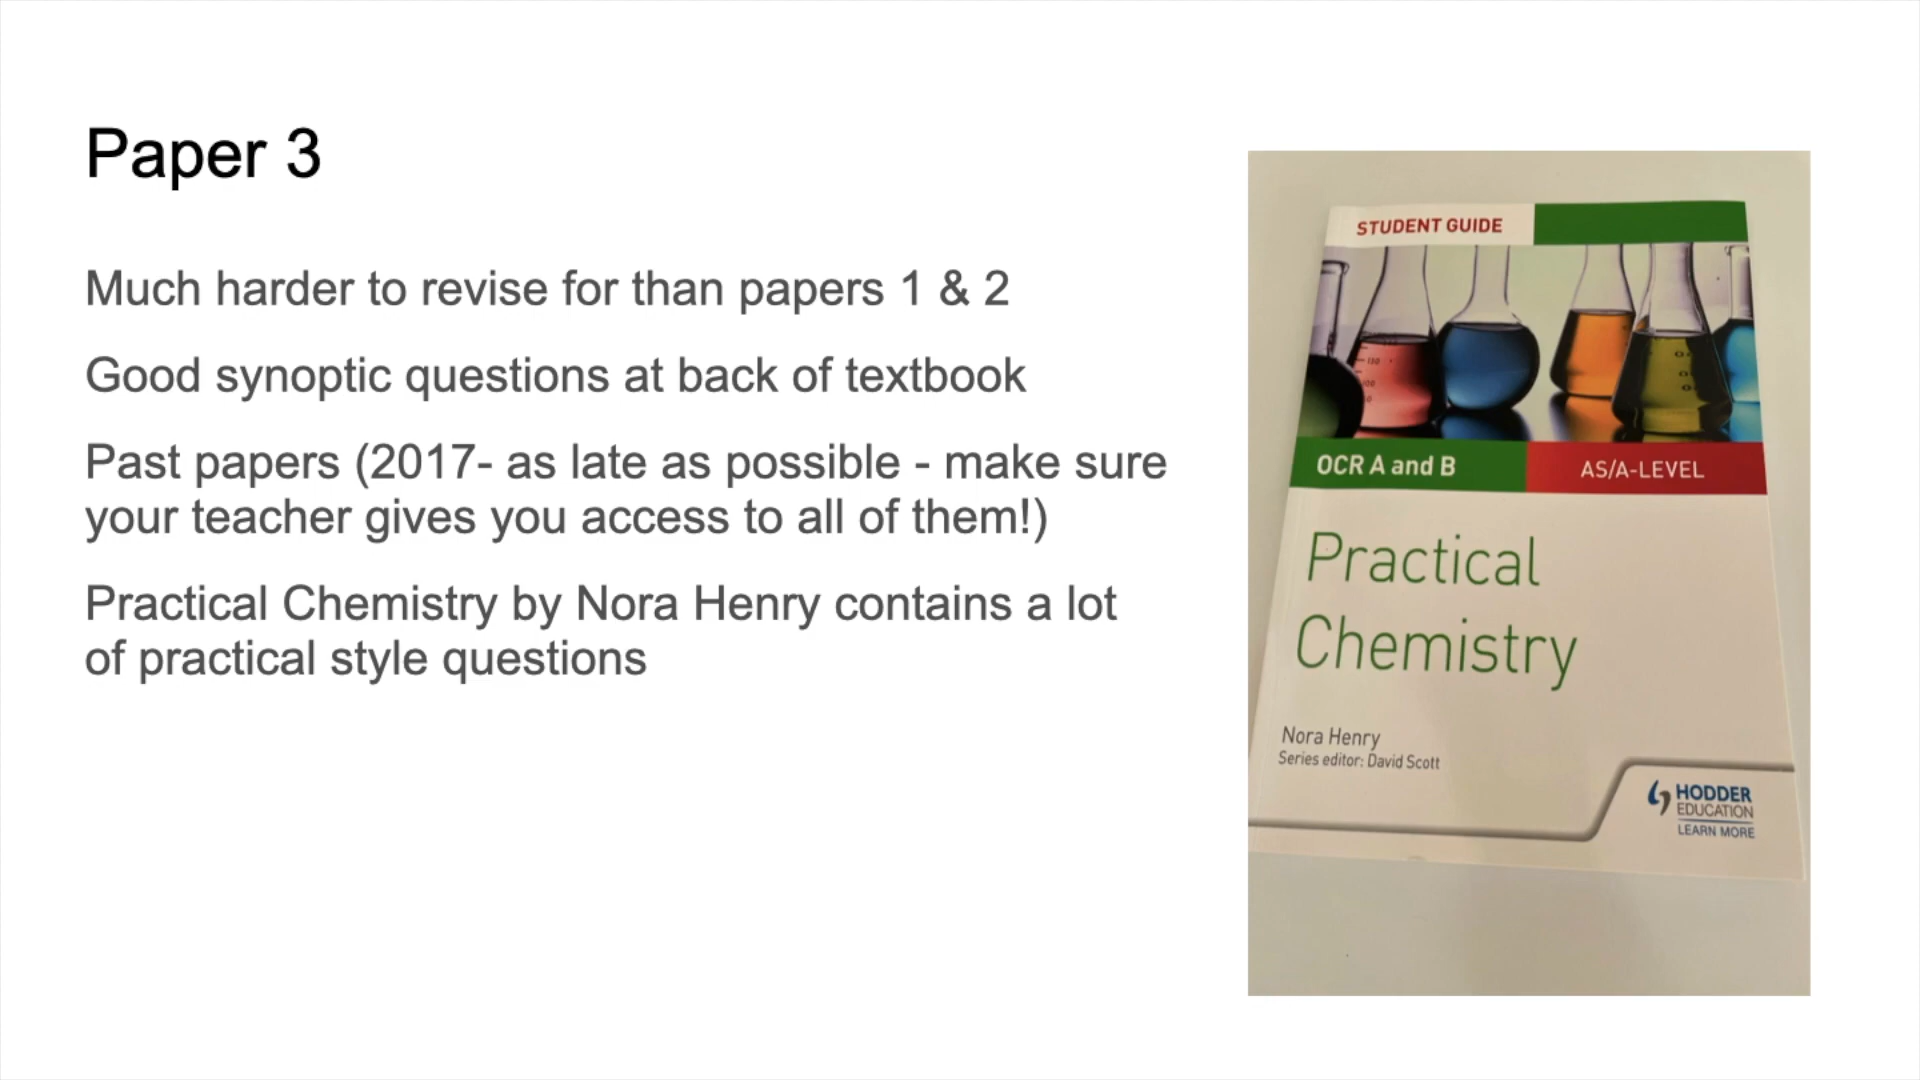 Paper 3
Much harder to revise for than papers 1 & 2
Good synoptic questions at back of textbook
Past papers (2017- as late as possible - make sure
your teacher gives you access to all of them!)
Practical Chemistry by Nora Henry contains a lot
of practical style questions
STUDENT GUIDE
OCR A and B
AS/A-LEVEL
Practical
Chemistry
Nora Henry
Series editor: David Scott
HODDER
EDUCATION
LEARN MORE